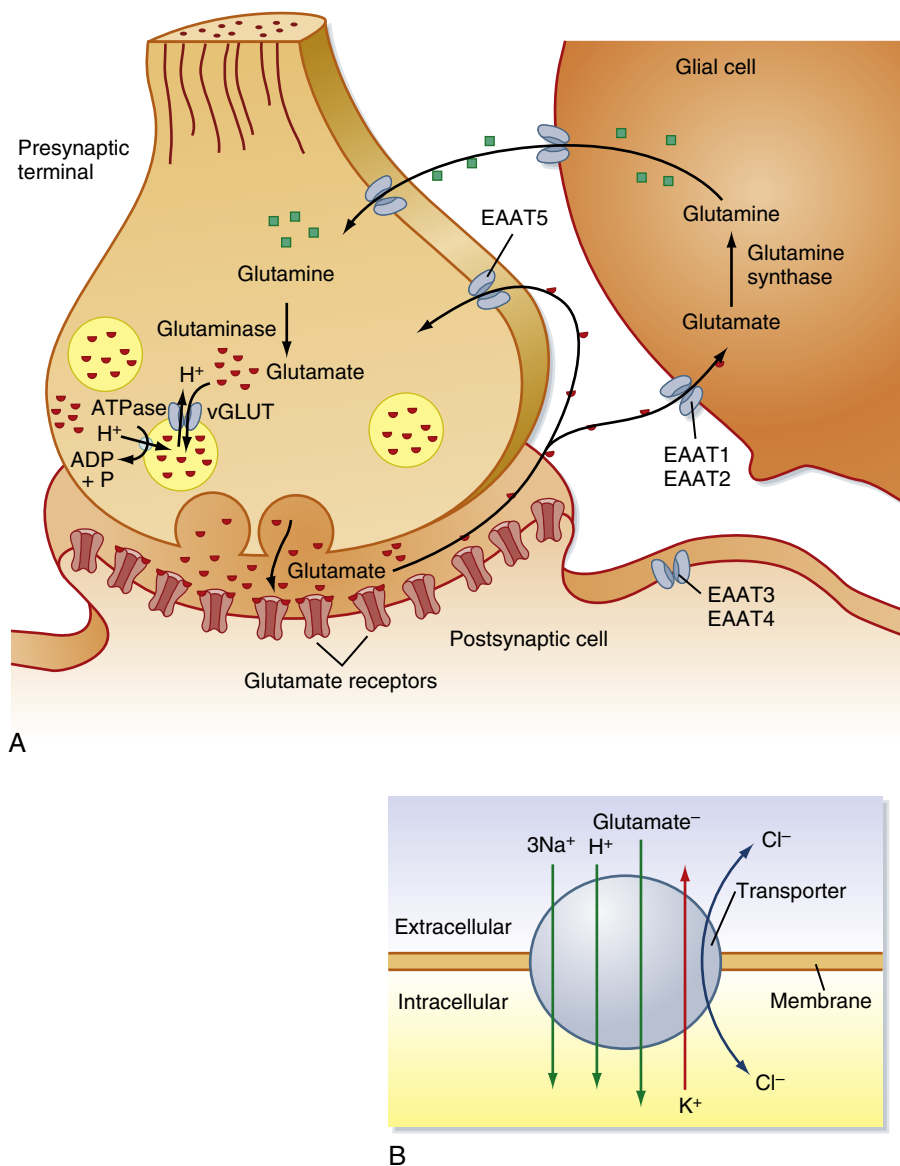 Glial cell
Presynaptic
terminal
Glutamine
EAAT5
Glutamine
synthase
Glutamine
Glutaminase
Glutamate
H⁺
Glutamate
ATPase
vGLUT
H⁺
ADP
+ P
EAAT1
EAAT2
Glutamate
EAAT3
EAAT4
Postsynaptic cell
Glutamate receptors
A
Glutamate⁻
3Na⁺
H⁺
Cl⁻
Transporter
Extracellular
Intracellular
Membrane
Cl⁻
K⁺
B